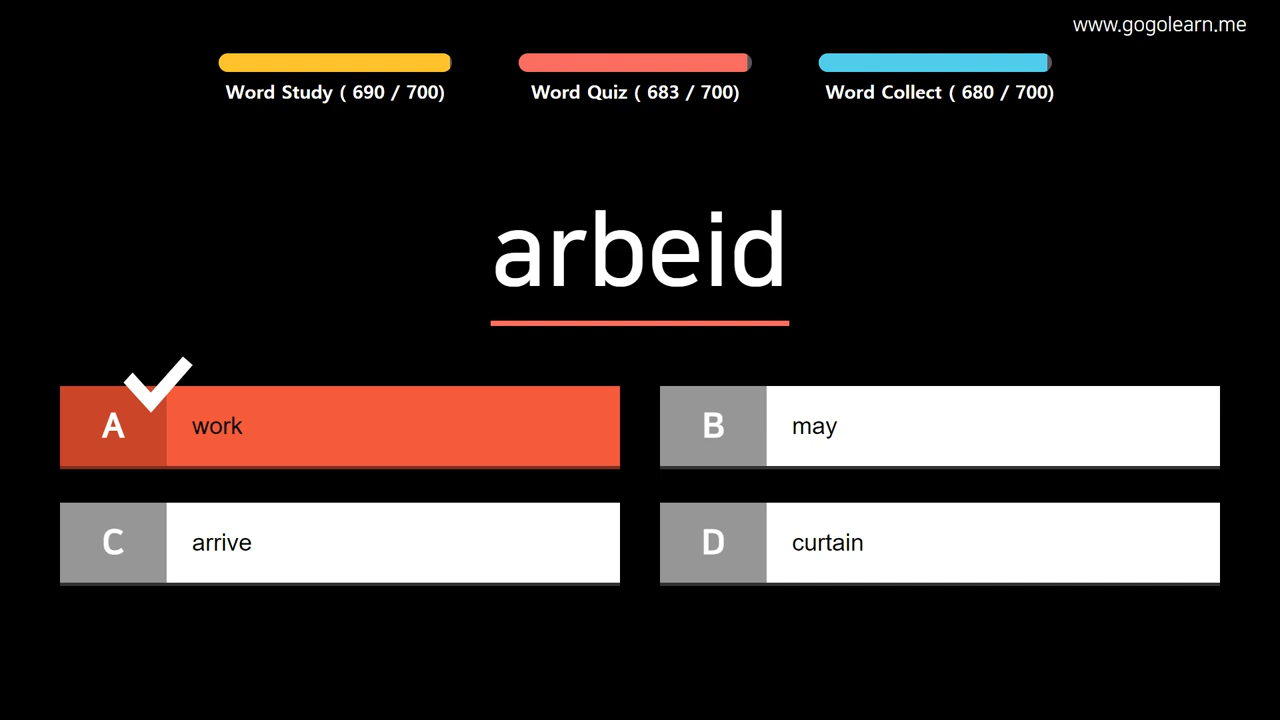 www.gogolearn.me
Word Study ( 690 / 700)
Word Quiz ( 683 / 700)
Word Collect ( 680 / 700)
arbeid
A work
B may
C arrive
D curtain